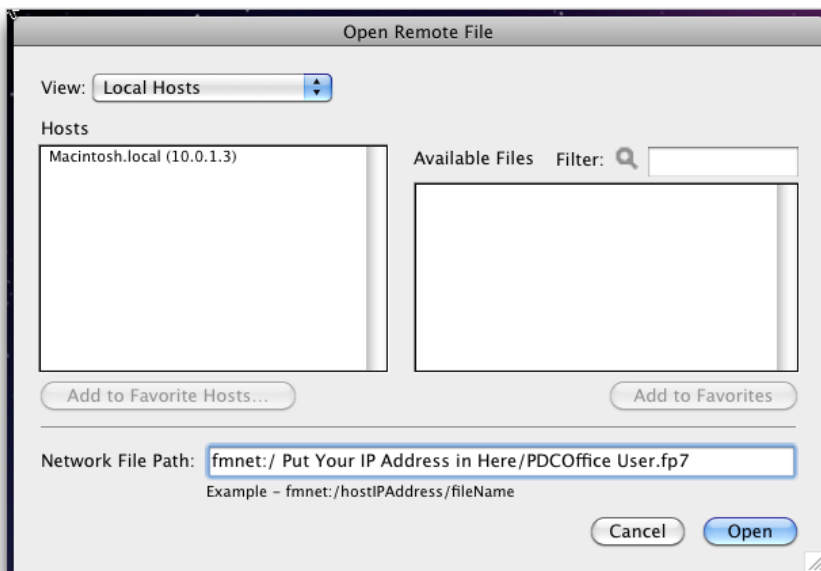 Open Remote File
View: Local Hosts
Hosts
Macintosh.local (10.0.1.3)
Available Files Filter:
Add to Favorite Hosts...
Add to Favorites
Network File Path: fmnet:/ Put Your IP Address in Here/PDCOffice User.fp7
Example – fmnet:/hostIPAddress/fileName
Cancel Open